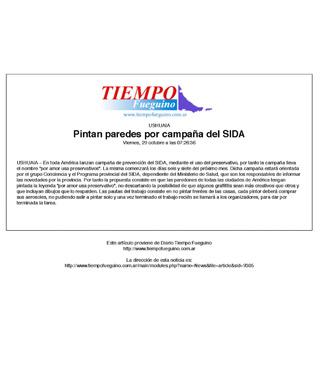 TIEMPO
Fueguino
www.tiempofueguino.com.ar
USHUAIA
Pintan paredes por campaña del SIDA
Viernes, 29 octubre a las 07:26:36
USHUAIA – En toda América lanzan campaña de prevención del SIDA, mediante el uso del preservativo, por tanto la campaña lleva
el nombre "por amor usa preservativos". La misma comenzará los días seis y siete del próximo mes. Dicha campaña estará orientada
por el grupo Conciencia y el Programa provincial del SIDA, dependiente del Ministerio de Salud, que son los responsables de informar
las novedades por la provincia. Por tanto la propuesta consiste en que las paredones de todas las ciudades de América tengan
pintada la leyenda "por amor usa preservativo", no descartando la posibilidad de que algunos graffitis sean más creativos que otros y
que incluyan dibujos que lo respalden. Las pautas del trabajo consiste en no pintar frentes de las casas, cada pintor deberá comprar
sus aerosoles, no pudiendo salir a pintar solo y una vez terminado el trabajo recién se llamará a los organizadores, para dar por
terminada la tarea.
Este artículo proviene de Diario Tiempo Fueguino
http://www.tiempofueguino.com.ar
La dirección de esta noticia es:
http://www.tiempofueguino.com.ar/main/modules.php?name=News&file=article&sid=9305